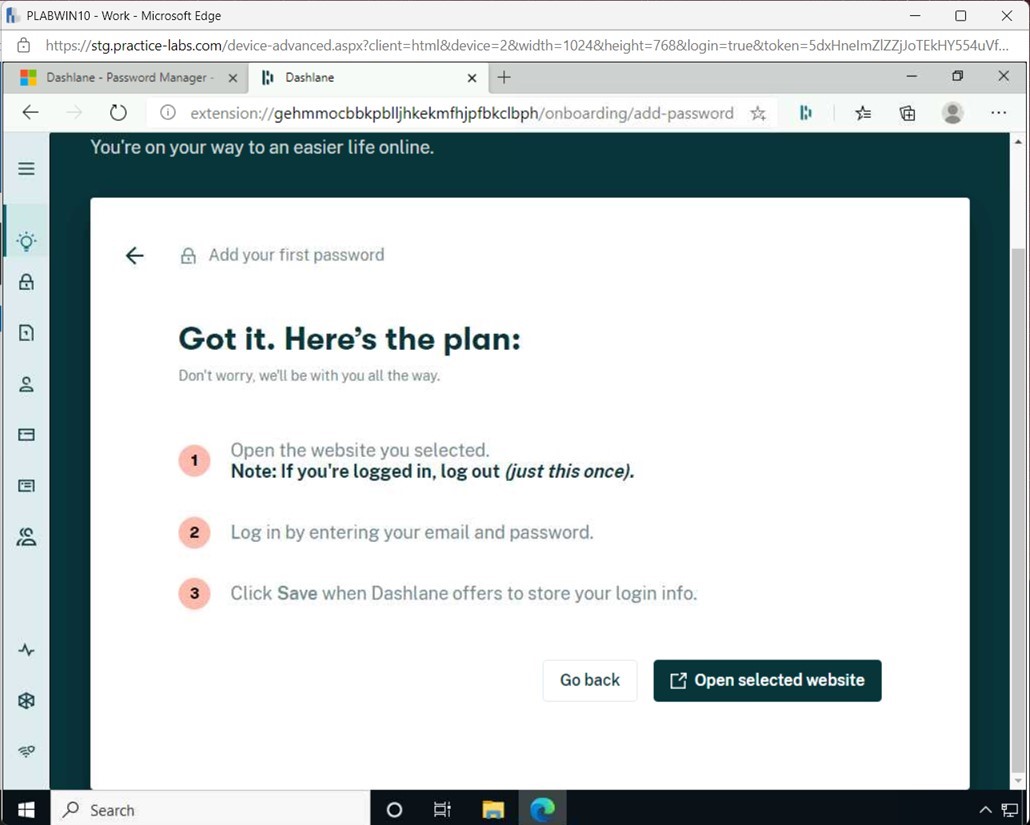 PLABWIN10 - Work - Microsoft Edge
https://stg.practice-labs.com/device-advanced.aspx?client=html&device=2&width=1024&height=768&login=true&token=5dxHneImZlZZjJoTEkHY554uVf...
Dashlane - Password Manager -
Dashlane
extension://gehmmocbbkpblljhkekmfhjpfbkclbph/onboarding/add-password
You're on your way to an easier life online.
Add your first password
Got it. Here’s the plan:
Don't worry, we'll be with you all the way.
1
Open the website you selected.
Note: If you're logged in, log out (just this once).
2
Log in by entering your email and password.
3
Click Save when Dashlane offers to store your login info.
Go back
Open selected website
Search